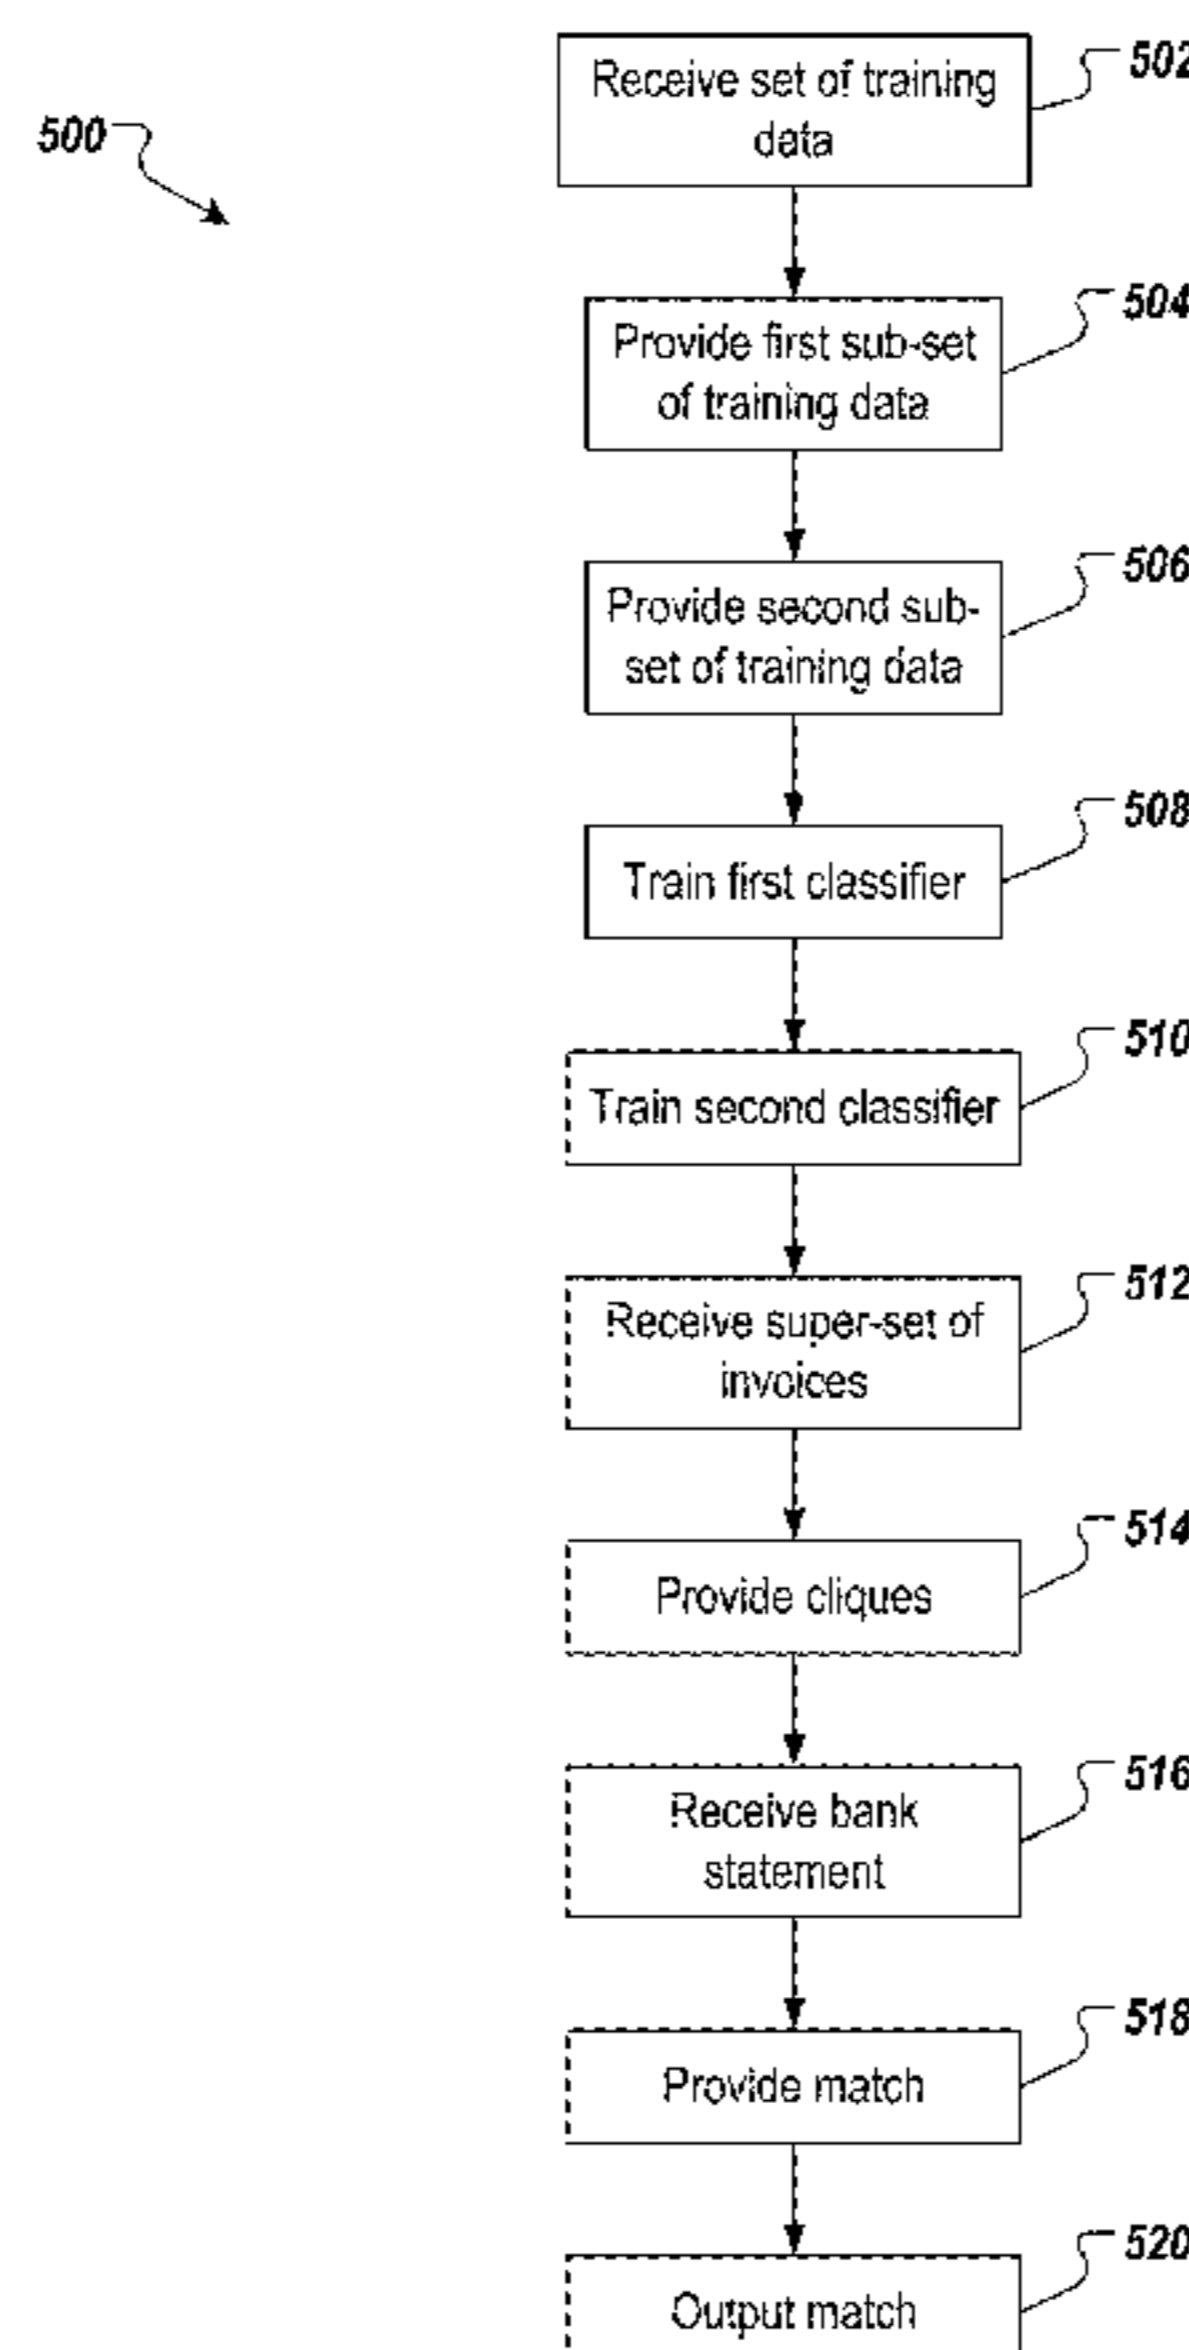 502
Receive set of training
data
500
504
Provide first sub-set
of training data
506
Provide second sub-
set of training data
508
Train first classifier
510
Train second classifier
512
Receive super-set of
invoices
514
Provide cliques
516
Receive bank
statement
518
Provide match
520
Output match